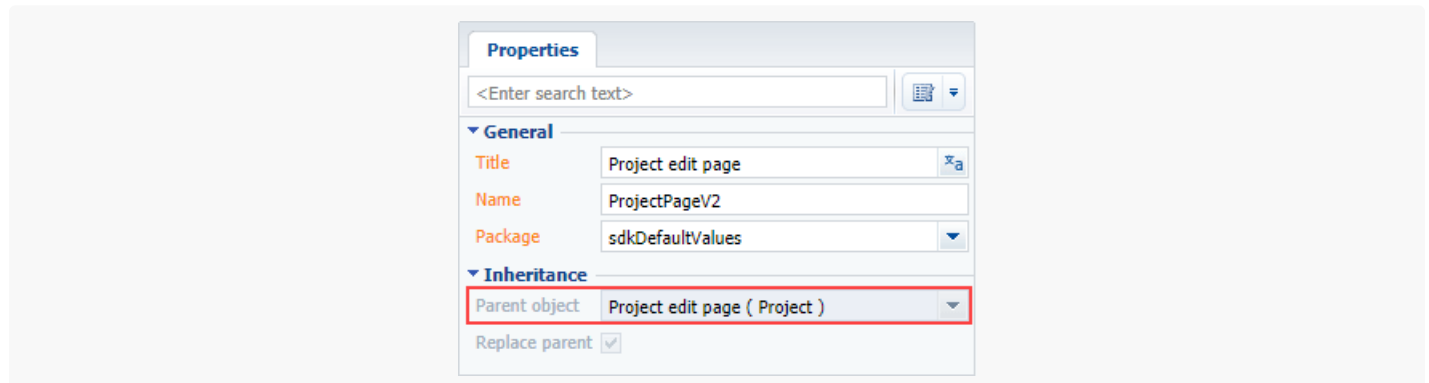 Properties
<Enter search text>
General
Title Project edit page
Name ProjectPageV2
Package sdkDefaultValues
Inheritance
Parent object Project edit page ( Project )
Replace parent